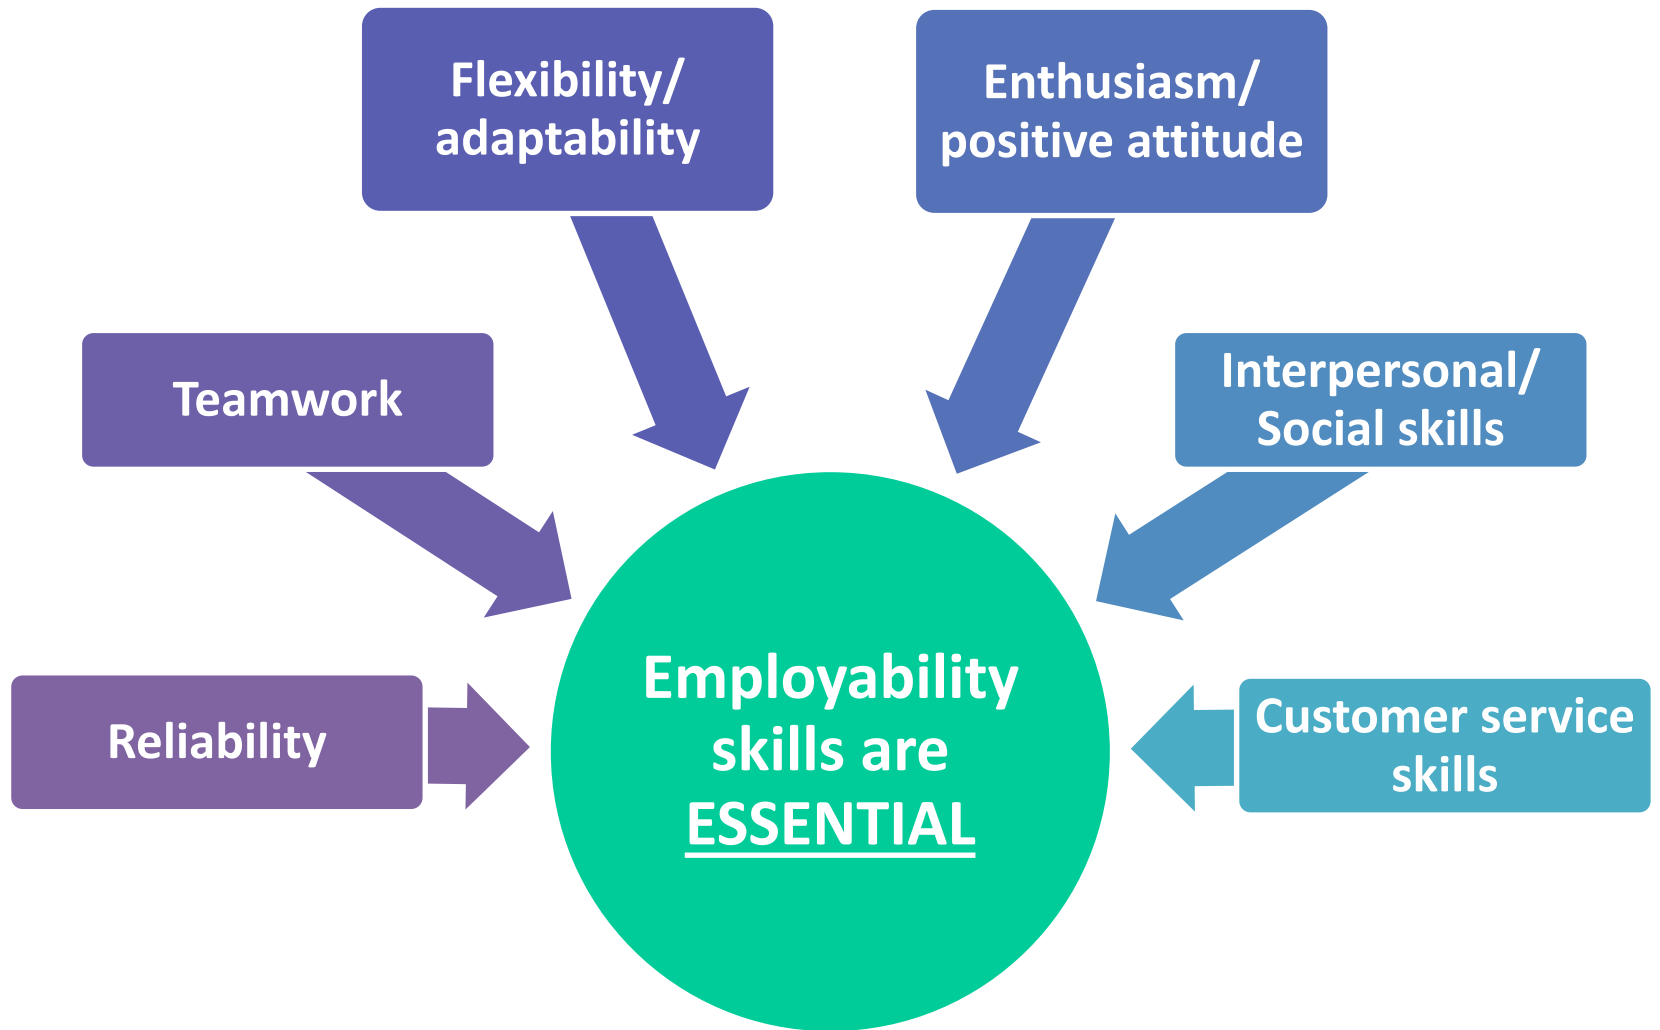 Flexibility/
adaptability
Enthusiasm/
positive attitude
Teamwork
Interpersonal/
Social skills
Reliability
Employability
skills are
ESSENTIAL
Customer service
skills